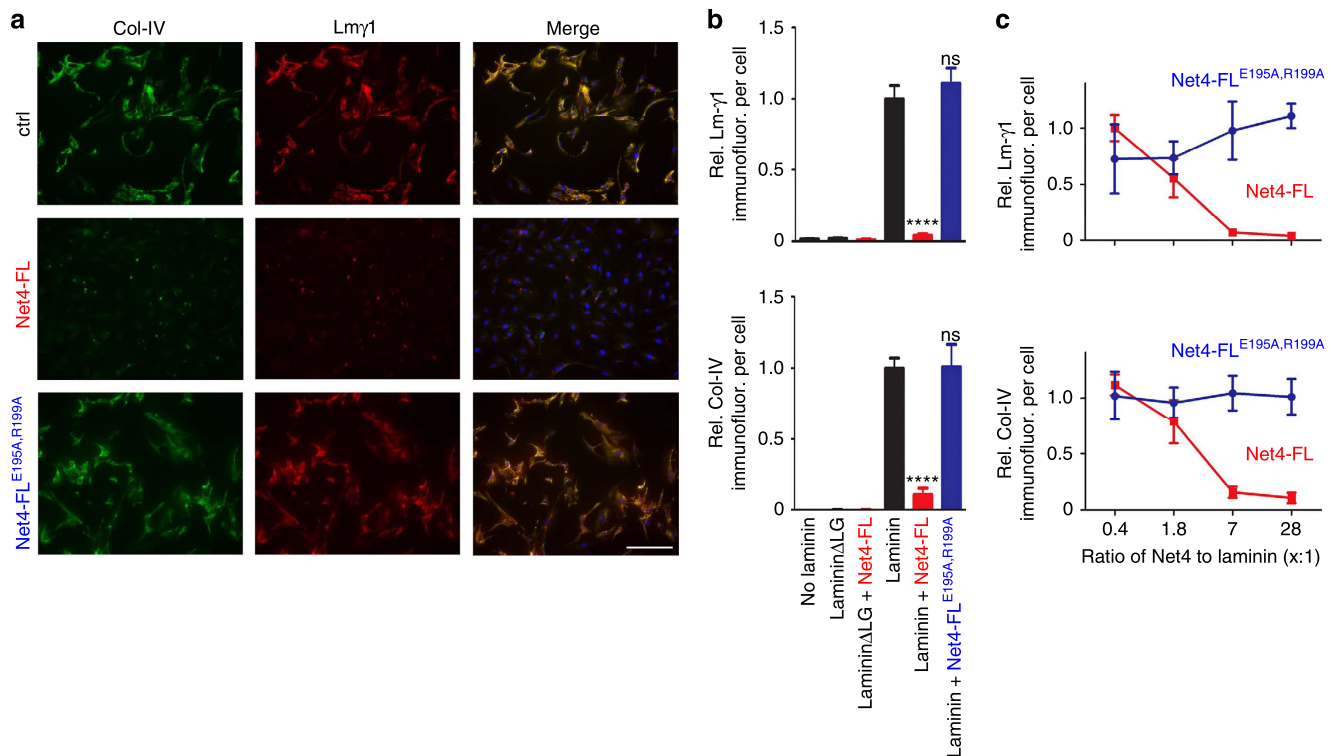 a
Col-IV
Lmγ1
Merge
ctrl
Net4-FL
Net4-FL^E195A,R199A
b
Rel. Lm-γ1
immunofluor. per cell
1.5
1.0
0.5
0
****
ns
Rel. Col-IV
immunofluor. per cell
1.5
1.0
0.5
0
****
ns
No laminin
LamininΔLG
LamininΔLG + Net4-FL
Laminin
Laminin + Net4-FL
Laminin + Net4-FL^E195A,R199A
c
Net4-FL^E195A,R199A
Rel. Lm-γ1
immunofluor. per cell
1.0
0.5
0
Net4-FL
Net4-FL^E195A,R199A
Rel. Col-IV
immunofluor. per cell
1.0
0.5
0
Net4-FL
0.4 1.8 7 28
Ratio of Net4 to laminin (x:1)